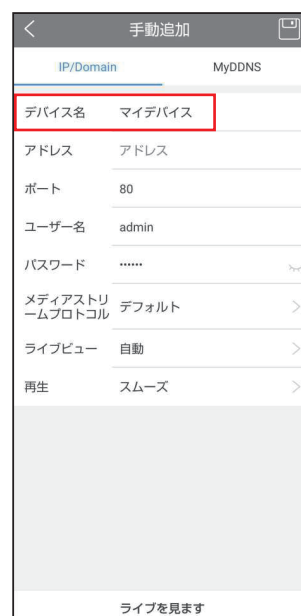 手動追加
IP/Domain MyDDNS
デバイス名 マイデバイス
アドレス アドレス
ポート 80
ユーザー名 admin
パスワード ••••••
メディアストリ
ームプロトコル デフォルト
ライブビュー 自動
再生 スムーズ
ライブを見ます